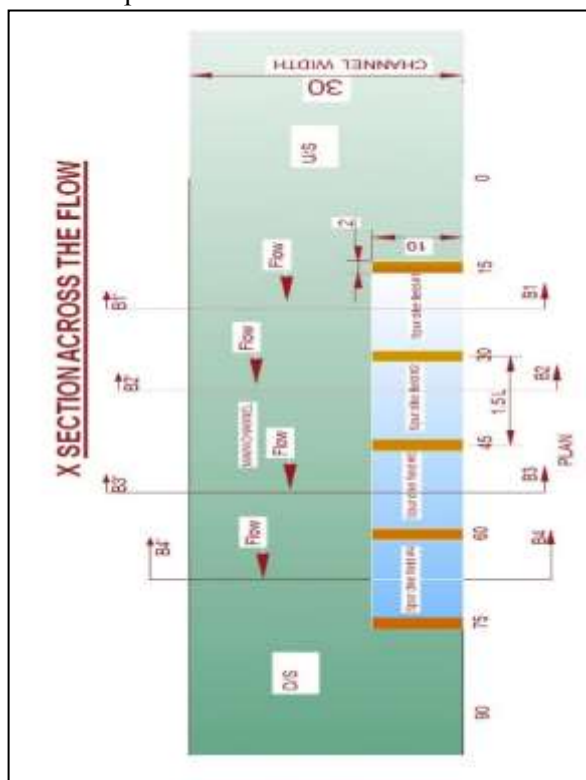 X SECTION ACROSS THE FLOW
CHANNEL WIDTH
30
U/S
0
2
10
15
Flow
B1'
B1
30
Flow
B2'
B2
1.5 L
45
PLAN
Flow
B3'
B3
60
Flow
B4'
B4
75
D/S
90